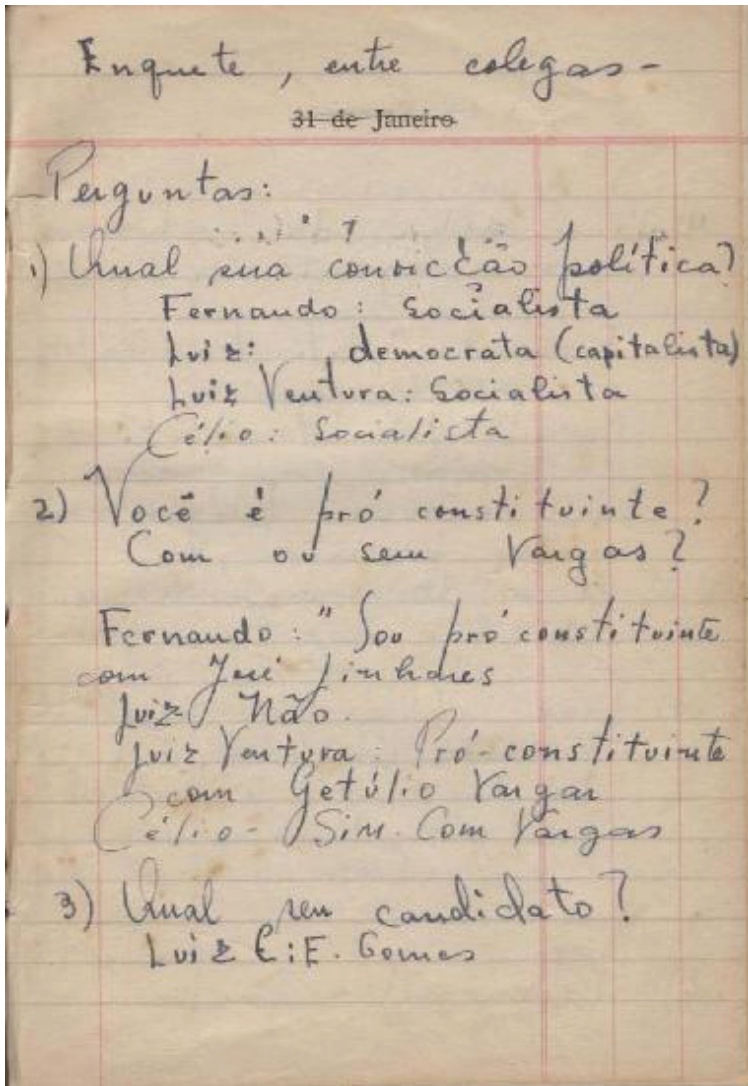 Enquete, entre colegas -
31 de Janeiro
Perguntas:
1) Qual sua convicção política?
Fernando: Socialista
Luiz: democrata (capitalista)
Luiz Ventura: Socialista
Célio: Socialista
2) Você é pró constituinte?
Com ou sem Vargas?
Fernando: "Sou pró constituinte
com José Linhares
Luiz Não.
Luiz Ventura: Pró-constituinte
com Getúlio Vargas
Célio - Sim. Com Vargas
3) Qual seu candidato?
Luiz E. Gomes